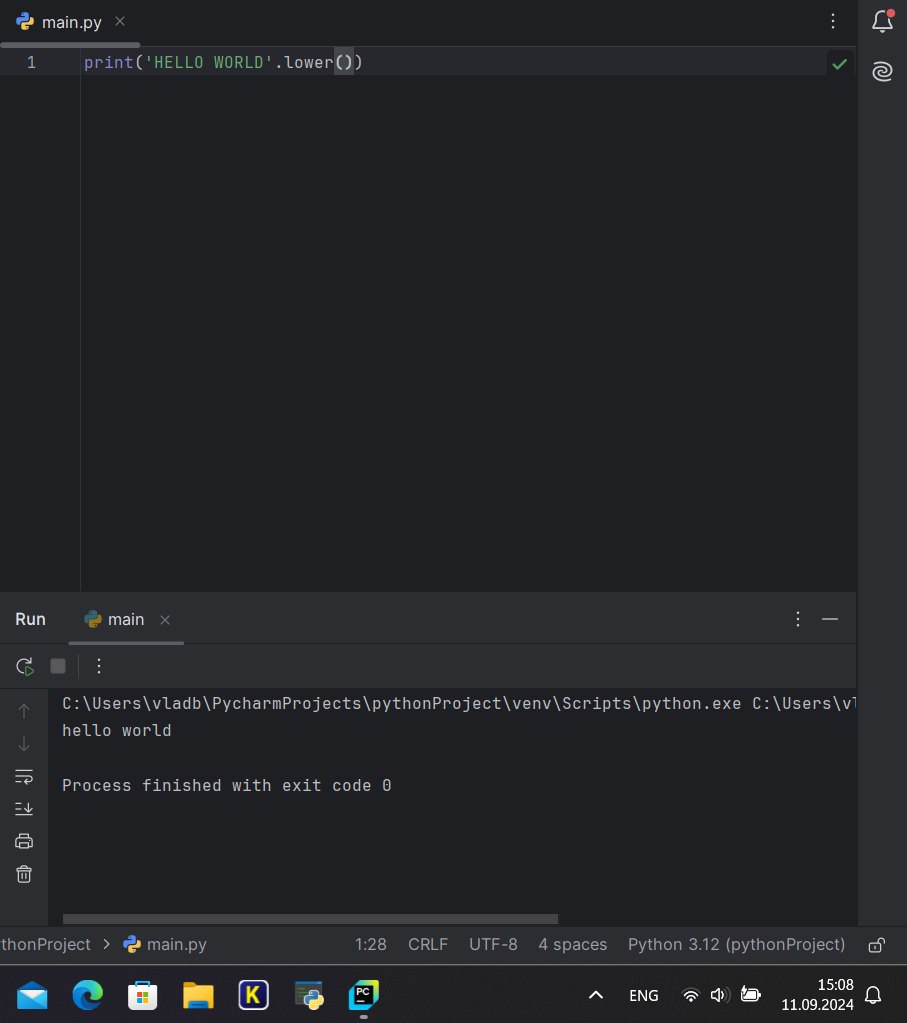 main.py
1 print('HELLO WORLD'.lower())
Run main
C:\Users\vladb\PycharmProjects\pythonProject\venv\Scripts\python.exe C:\Users\vl
hello world
Process finished with exit code 0
thonProject > main.py 1:28 CRLF UTF-8 4 spaces Python 3.12 (pythonProject)
K PC ENG 15:08
11.09.2024